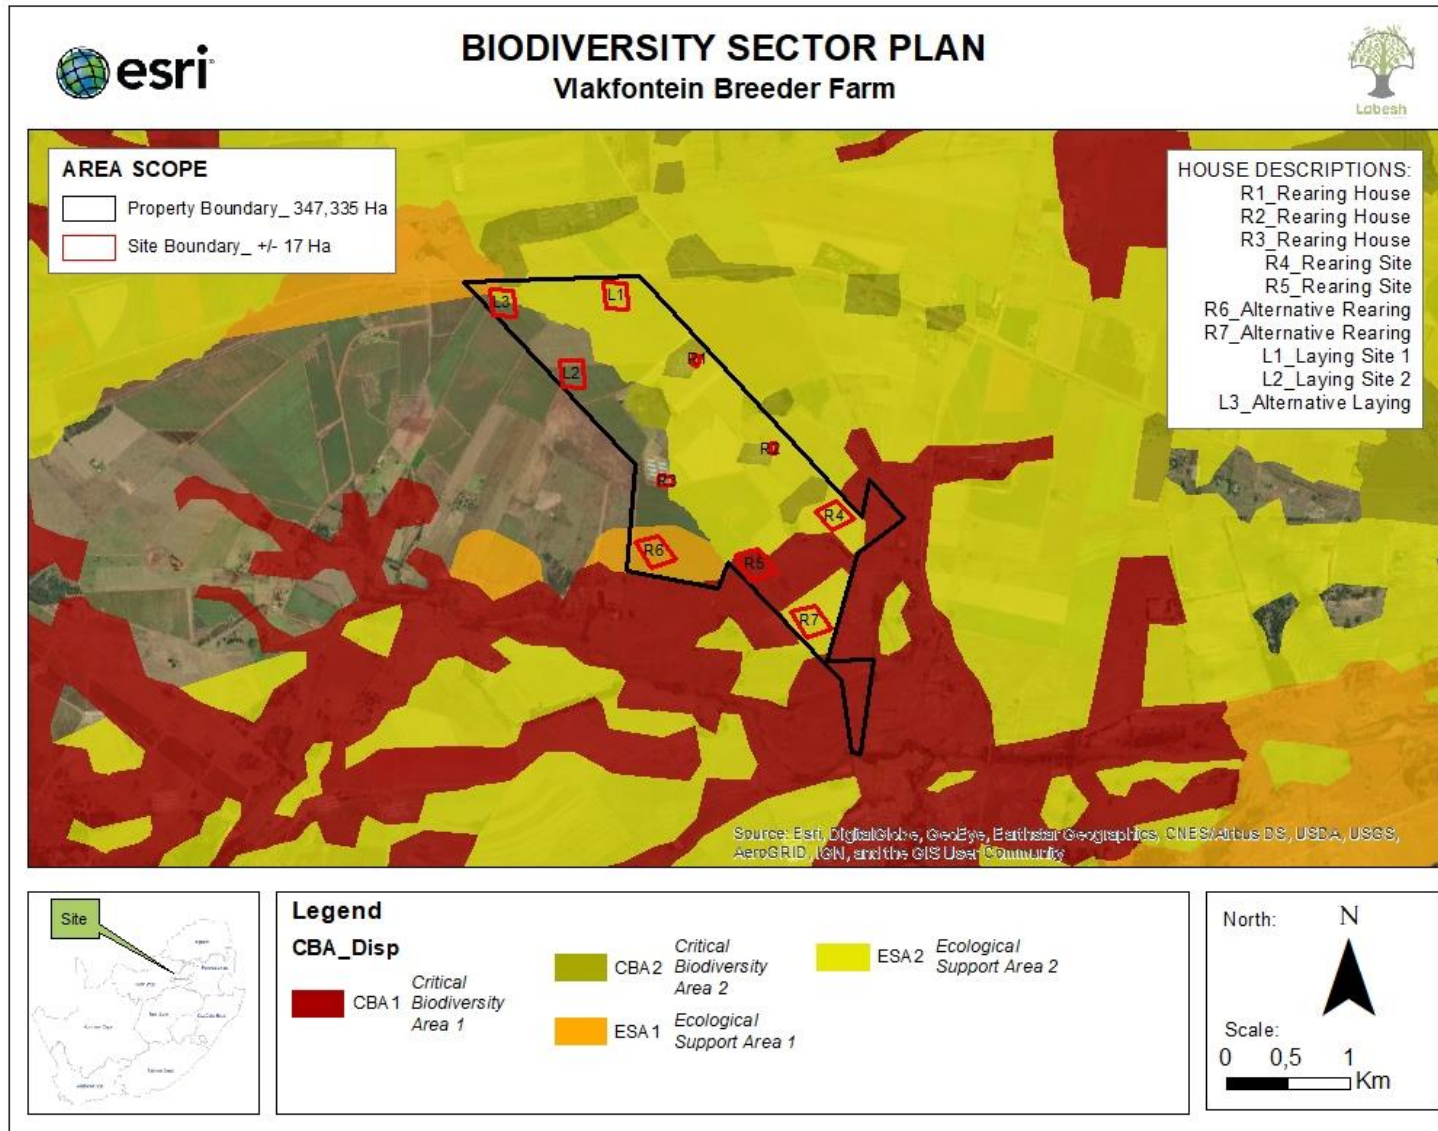 esri
BIODIVERSITY SECTOR PLAN
Vlakfontein Breeder Farm
Labesh
AREA SCOPE
Property Boundary_ 347,335 Ha
Site Boundary_ +/- 17 Ha
HOUSE DESCRIPTIONS:
R1_Rearing House
R2_Rearing House
R3_Rearing House
R4_Rearing Site
R5_Rearing Site
R6_Alternative Rearing
R7_Alternative Rearing
L1_Laying Site 1
L2_Laying Site 2
L3_Alternative Laying
L3
L1
R1
L2
R2
R3
R4
R6
R5
R7
Source: Esri, DigitalGlobe, GeoEye, Earthstar Geographics, CNES/Airbus DS, USDA, USGS,
AeroGRID, IGN, and the GIS User Community
Site
Legend
CBA_Disp
CBA 1 Critical
Biodiversity
Area 1
CBA 2 Critical
Biodiversity
Area 2
ESA 1 Ecological
Support Area 1
ESA 2 Ecological
Support Area 2
North:
N
Scale:
0 0,5 1
Km